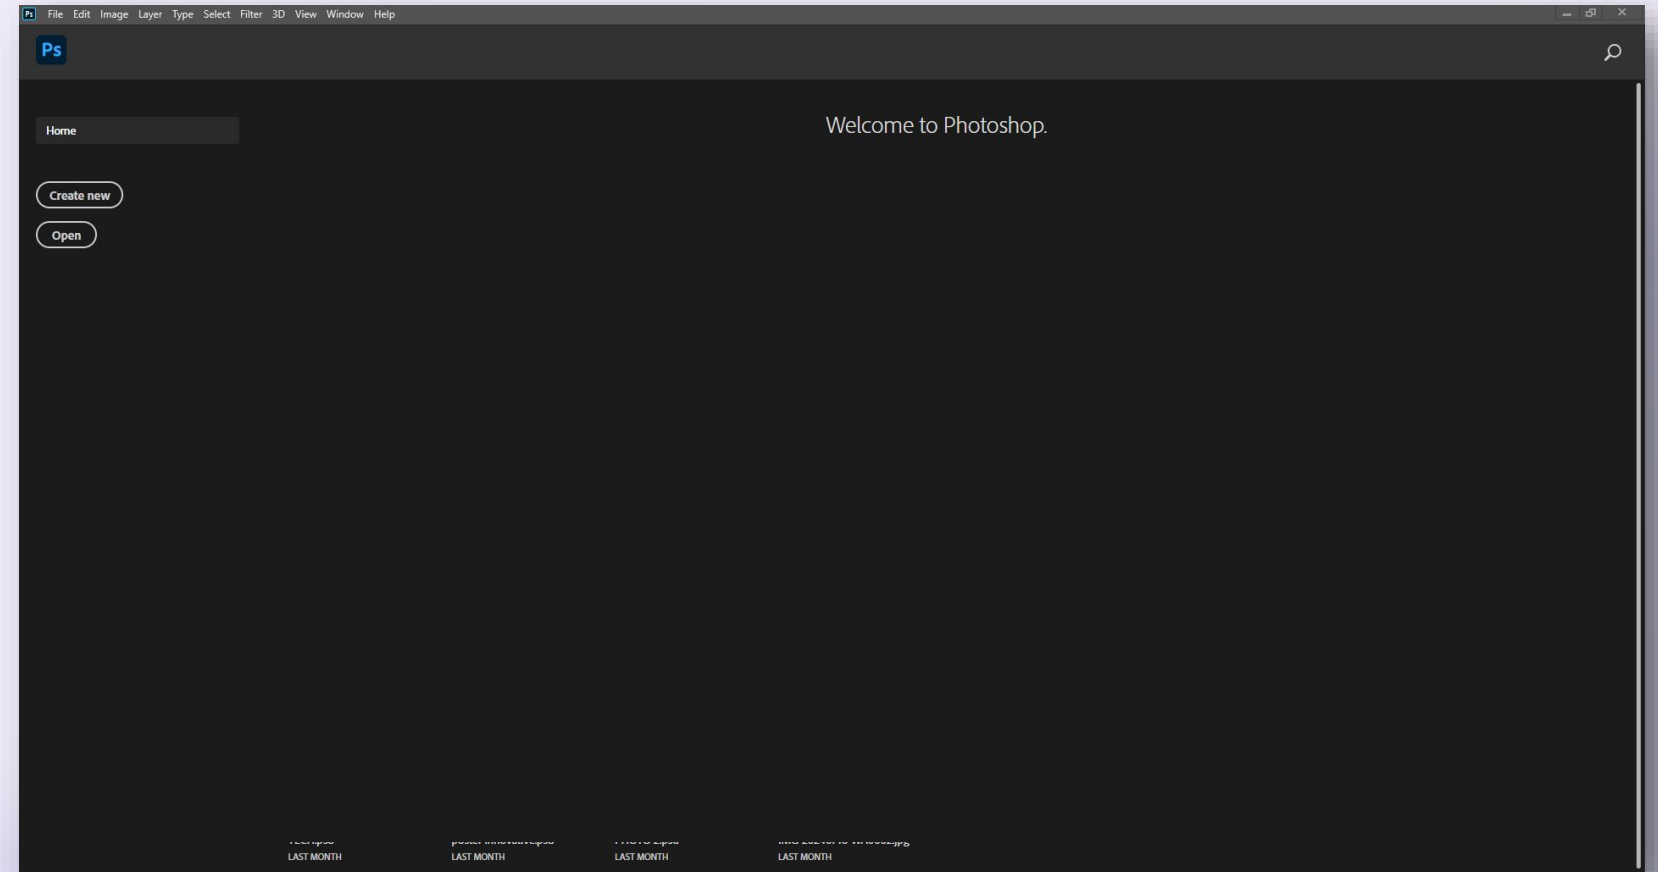 Ps File Edit Image Layer Type Select Filter 3D View Window Help
Ps
Home
Welcome to Photoshop.
Create new
Open
LAST MONTH LAST MONTH LAST MONTH LAST MONTH